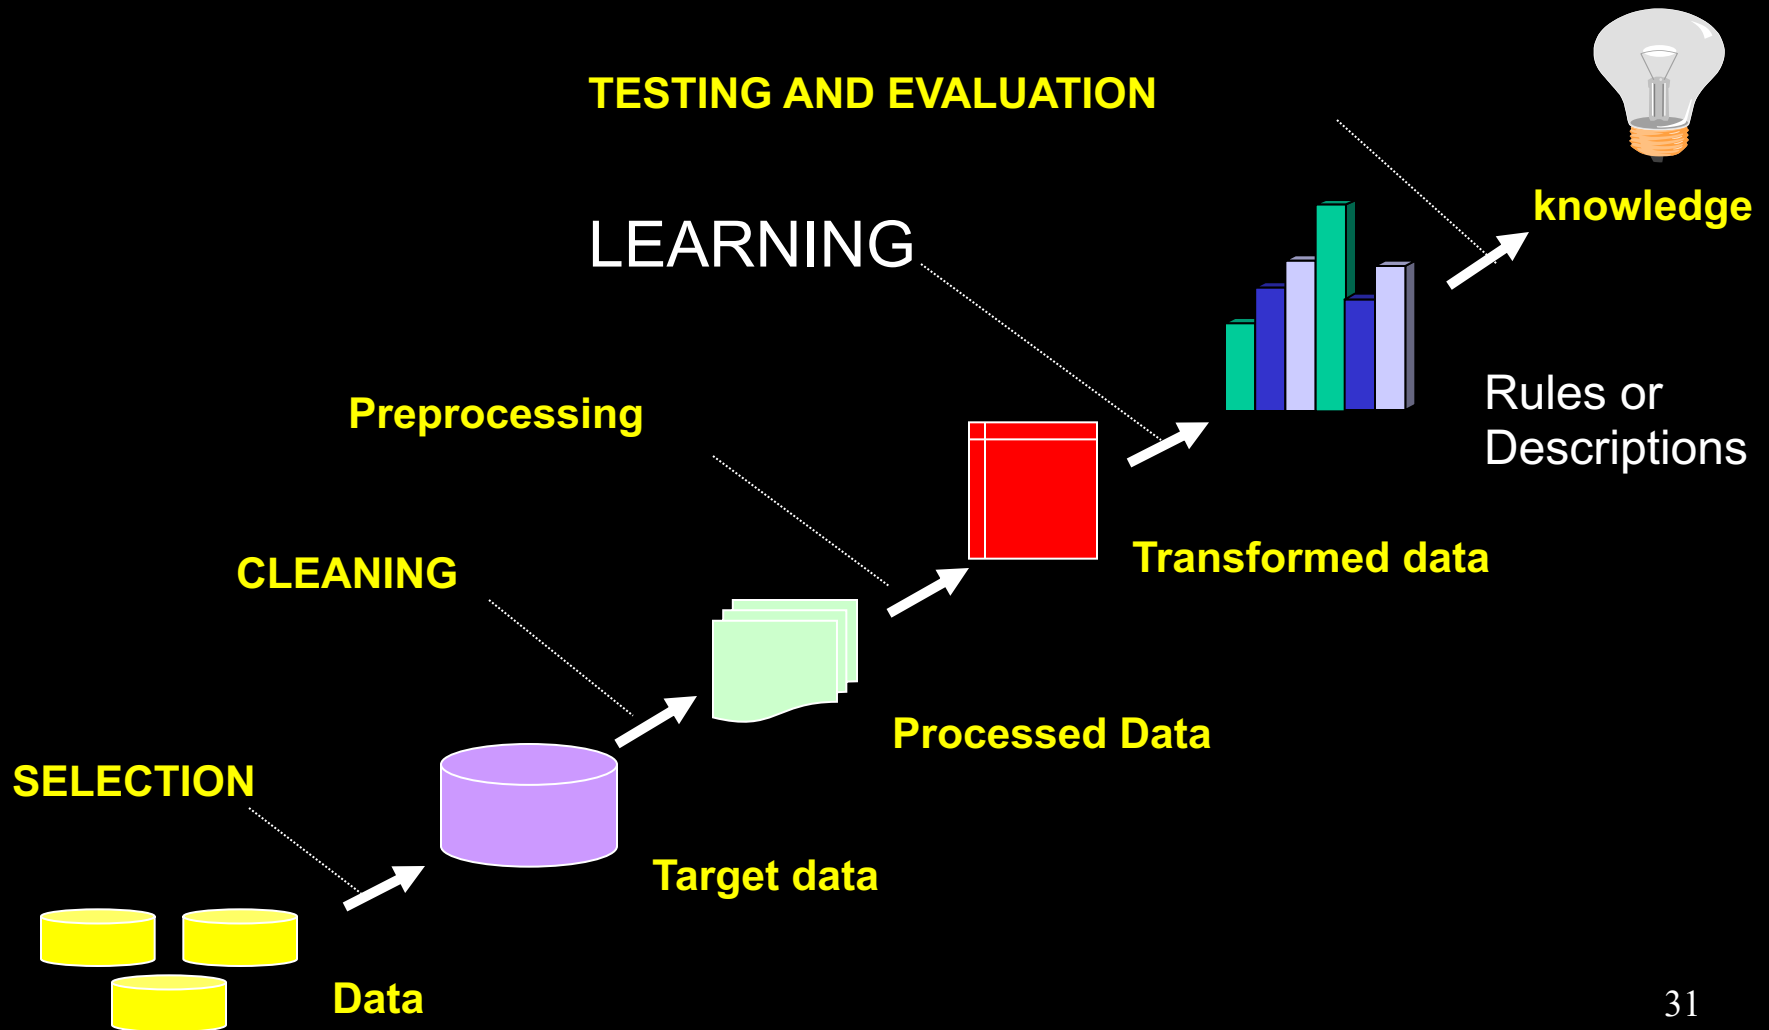 TESTING AND EVALUATION
knowledge
LEARNING
Rules or
Descriptions
Preprocessing
Transformed data
CLEANING
Processed Data
SELECTION
Target data
Data
31